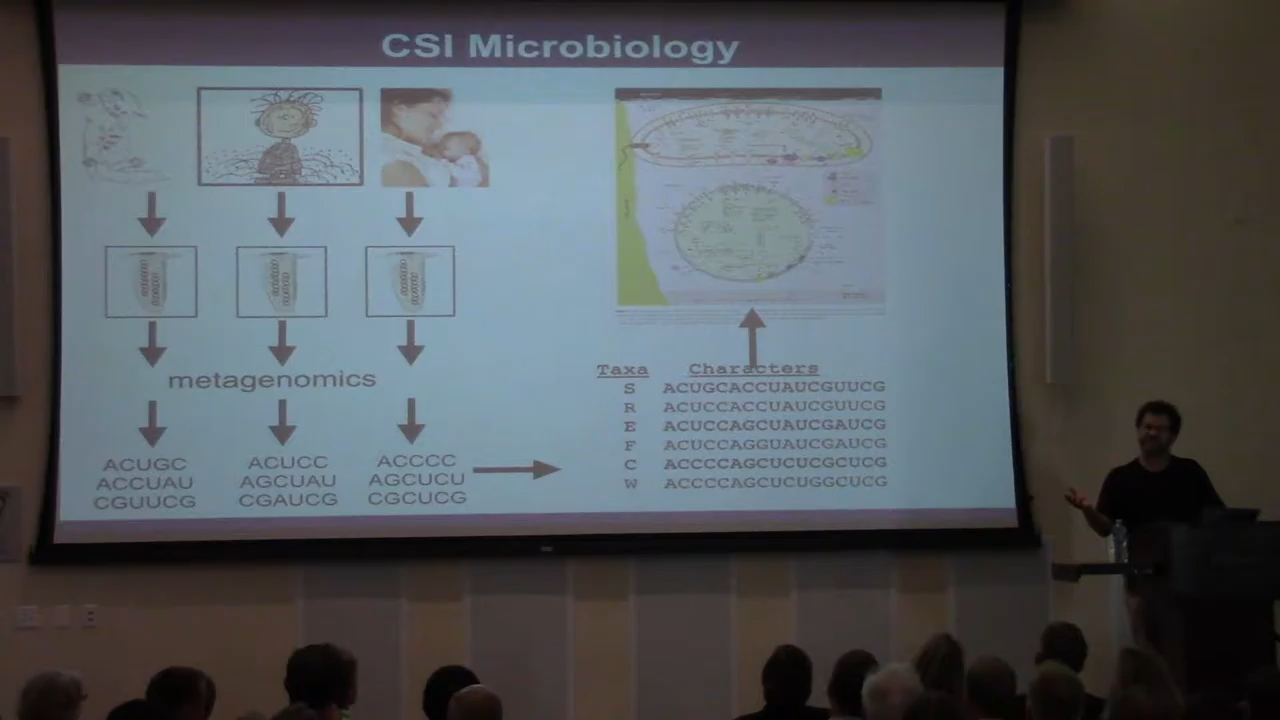 CSI Microbiology
metagenomics
ACUGC
ACCUAU
CGUUCG
ACUCC
AGCUAU
CGAUCG
ACCCC
AGCUCU
CGCUCG
Taxa Characters
S ACUGCACCUAUCGUUCG
R ACUCCACCUAUCGUUCG
E ACUCCAGCUAUCGAUCG
F ACUCCAGGUAUCGAUCG
C ACCCCAGCUCUCGCUCG
W ACCCCAGCUCUGGCUCG